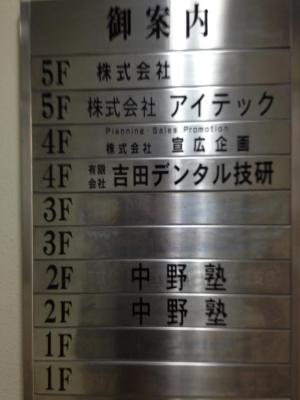 御案内
5F 株式会社
5F 株式会社 アイテック
Planning・Sales Promotion
4F 株式会社 宣広企画
4F 有限会社 吉田デンタル技研
3F
3F
2F 中野塾
2F 中野塾
1F
1F